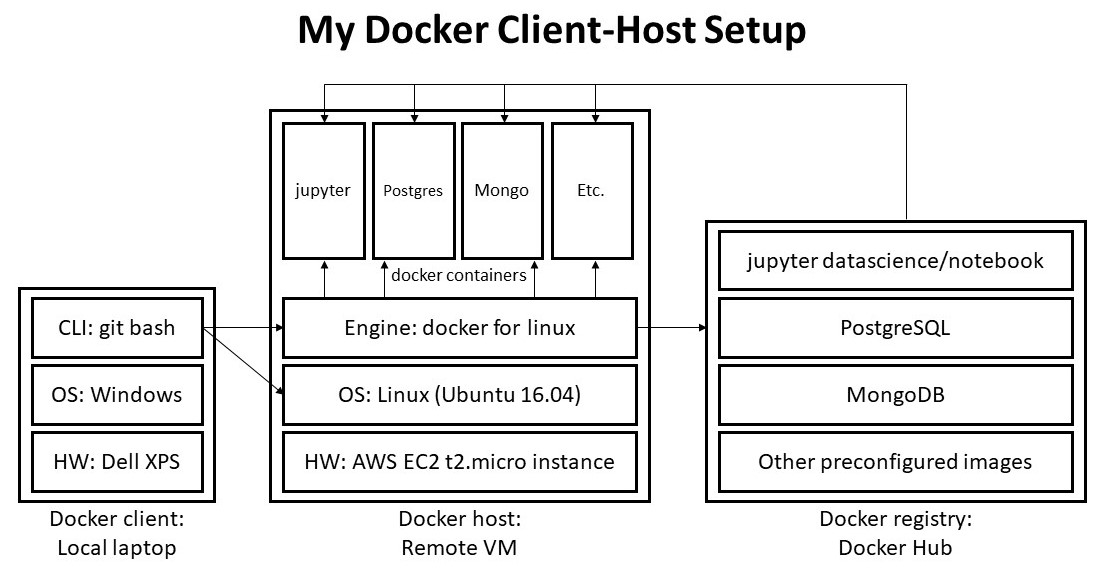 My Docker Client-Host Setup
jupyter
Postgres
Mongo
Etc.
docker containers
CLI: git bash
OS: Windows
HW: Dell XPS
Docker client:
Local laptop
Engine: docker for linux
OS: Linux (Ubuntu 16.04)
HW: AWS EC2 t2.micro instance
Docker host:
Remote VM
jupyter datascience/notebook
PostgreSQL
MongoDB
Other preconfigured images
Docker registry:
Docker Hub